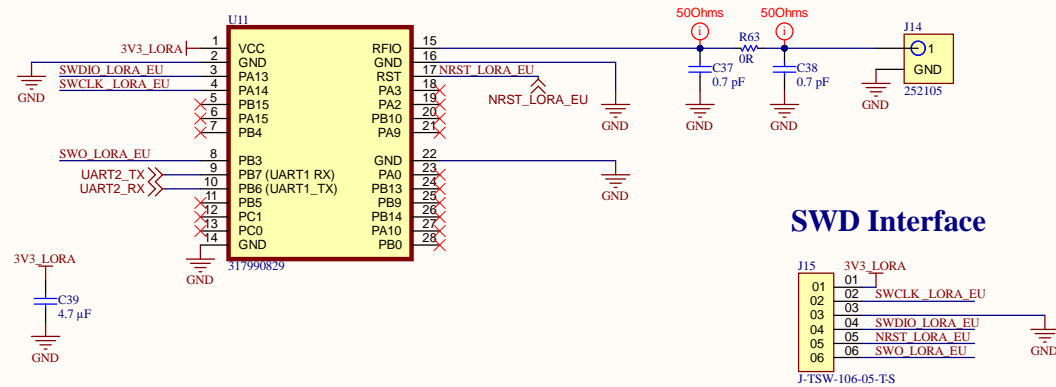 U11
1 VCC RFIO 15
3V3_LORA
2 GND GND 16
GND
SWDIO_LORA_EU 3 PA13 RST 17 NRST_LORA_EU
SWCLK_LORA_EU 4 PA14 PA3 18
NRST_LORA_EU
5 PB15 PA2 19
6 PA15 PB10 20
7 PB4 PA9 21
GND
SWO_LORA_EU 8 PB3 GND 22
UART2_TX 9 PB7 (UART1 RX) PA0 23
UART2_RX 10 PB6 (UART1_TX) PB13 24
GND
11 PB5 PB9 25
12 PC1 PB14 26
13 PC0 PA10 27
14 GND PB0 28
GND
317990829
50Ohms
50Ohms
R63
0R
C37
0.7 pF
GND
C38
0.7 pF
GND
J14
1
GND
252105
GND
3V3_LORA
C39
4.7 µF
GND
SWD Interface
J15
3V3_LORA
01 01
02 02 SWCLK _LORA_EU
03 03
GND
04 04 SWDIO_LORA_EU
05 05 NRST_LORA_EU
06 06 SWO_LORA_EU
J-TSW-106-05-T-S